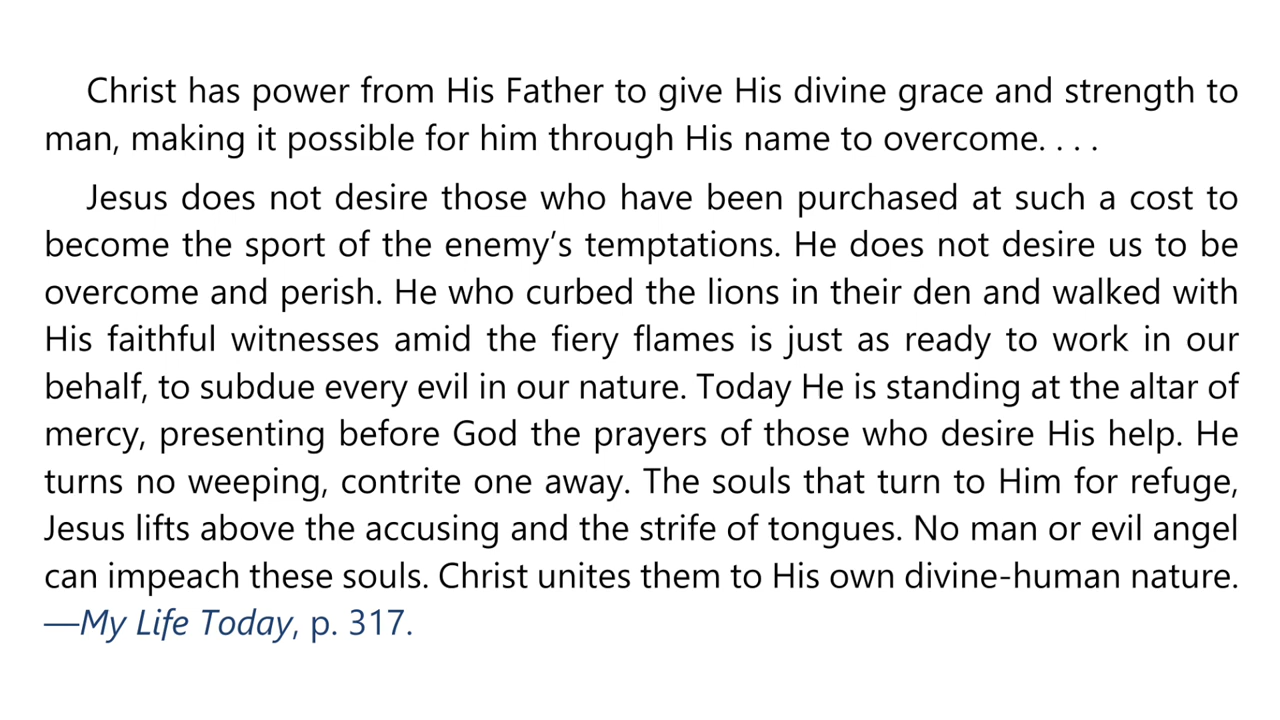 Christ has power from His Father to give His divine grace and strength to
man, making it possible for him through His name to overcome. . . .
Jesus does not desire those who have been purchased at such a cost to
become the sport of the enemy’s temptations. He does not desire us to be
overcome and perish. He who curbed the lions in their den and walked with
His faithful witnesses amid the fiery flames is just as ready to work in our
behalf, to subdue every evil in our nature. Today He is standing at the altar of
mercy, presenting before God the prayers of those who desire His help. He
turns no weeping, contrite one away. The souls that turn to Him for refuge,
Jesus lifts above the accusing and the strife of tongues. No man or evil angel
can impeach these souls. Christ unites them to His own divine-human nature.
—My Life Today, p. 317.